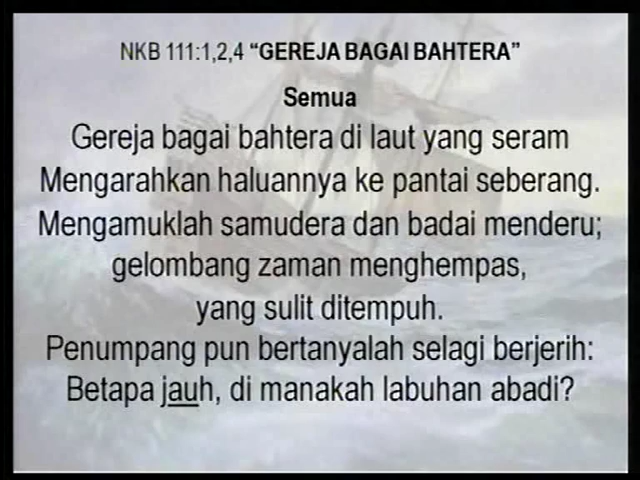 NKB 111:1,2,4 “GEREJA BAGAI BAHTERA”
Semua
Gereja bagai bahtera di laut yang seram
Mengarahkan haluannya ke pantai seberang.
Mengamuklah samudera dan badai menderu;
gelombang zaman menghempas,
yang sulit ditempuh.
Penumpang pun bertanyalah selagi berjerih:
Betapa jauh, di manakah labuhan abadi?